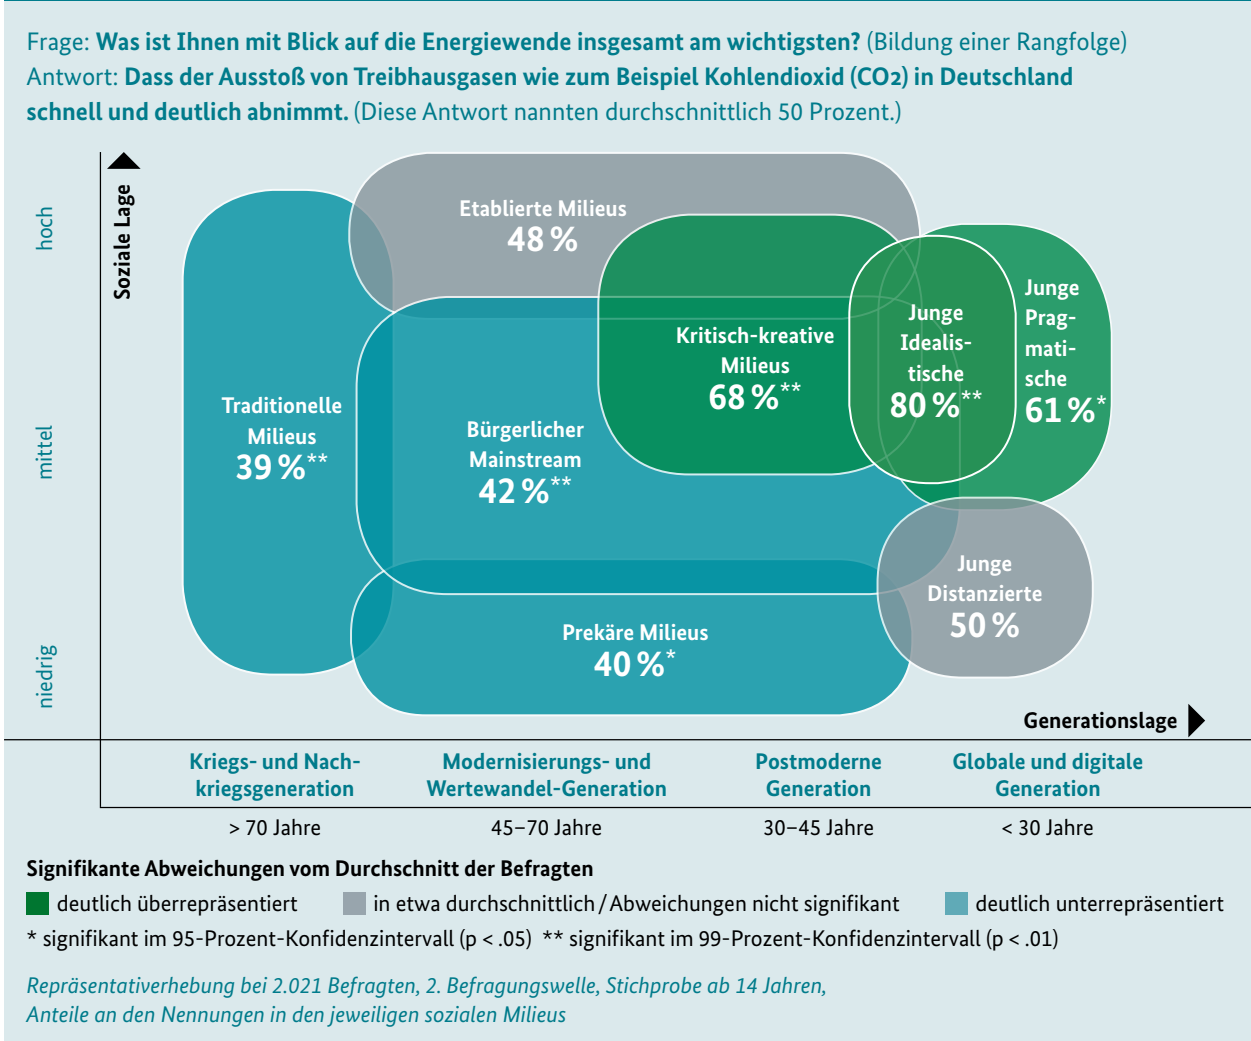 Frage: Was ist Ihnen mit Blick auf die Energiewende insgesamt am wichtigsten? (Bildung einer Rangfolge)
Antwort: Dass der Ausstoß von Treibhausgasen wie zum Beispiel Kohlendioxid (CO2) in Deutschland
schnell und deutlich abnimmt. (Diese Antwort nannten durchschnittlich 50 Prozent.)
Soziale Lage
hoch
mittel
niedrig
Etablierte Milieus
48 %
Kritisch-kreative
Milieus
68 %**
Junge
Idealis-
tische
80 %**
Junge
Prag-
mati-
sche
61 %*
Traditionelle
Milieus
39 %**
Bürgerlicher
Mainstream
42 %**
Junge
Distanzierte
50 %
Prekäre Milieus
40 %*
Generationslage
Kriegs- und Nach-
kriegsgeneration
Modernisierungs- und
Wertewandel-Generation
Postmoderne
Generation
Globale und digitale
Generation
> 70 Jahre
45–70 Jahre
30–45 Jahre
< 30 Jahre
Signifikante Abweichungen vom Durchschnitt der Befragten
deutlich überrepräsentiert
in etwa durchschnittlich / Abweichungen nicht signifikant
deutlich unterrepräsentiert
* signifikant im 95-Prozent-Konfidenzintervall (p < .05) ** signifikant im 99-Prozent-Konfidenzintervall (p < .01)
Repräsentativerhebung bei 2.021 Befragten, 2. Befragungswelle, Stichprobe ab 14 Jahren,
Anteile an den Nennungen in den jeweiligen sozialen Milieus